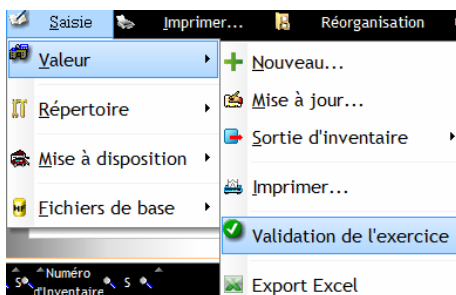 Saisie Imprimer... Réorganisation
Valeur
Répertoire
Mise à disposition
Fichiers de base
Nouveau...
Mise à jour...
Sortie d'inventaire
Imprimer...
Validation de l'exercice
Export Excel
S Numéro d'Inventaire S